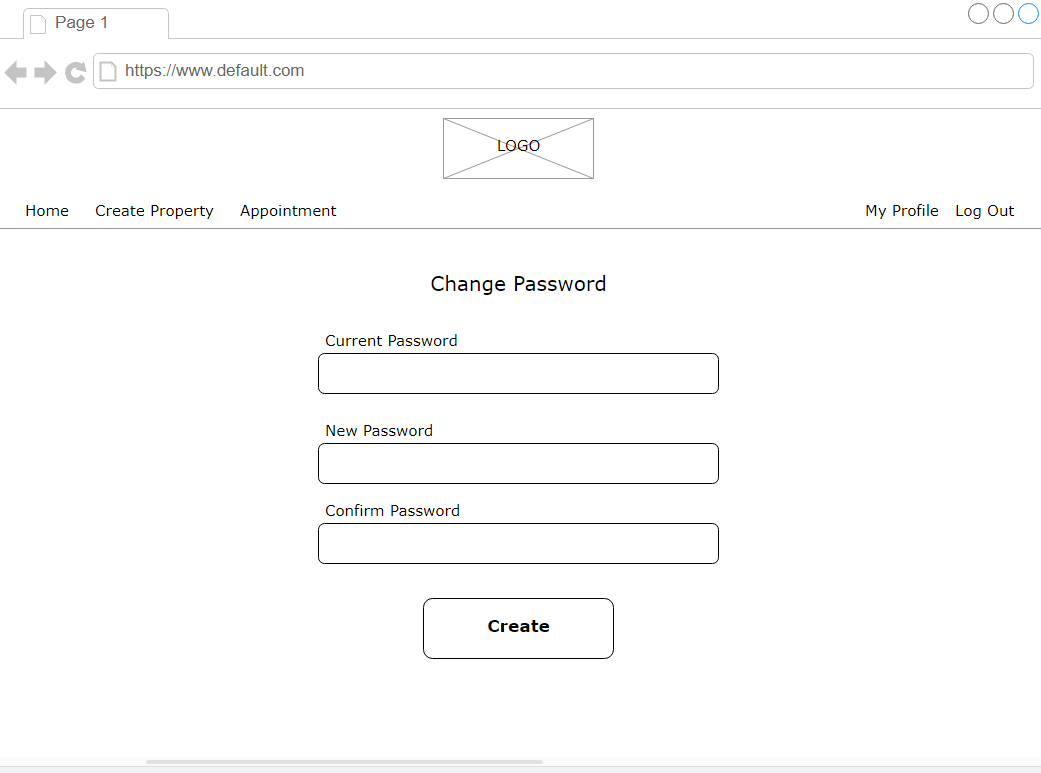 Page 1
https://www.default.com
LOGO
Home Create Property Appointment My Profile Log Out
Change Password
Current Password
New Password
Confirm Password
Create